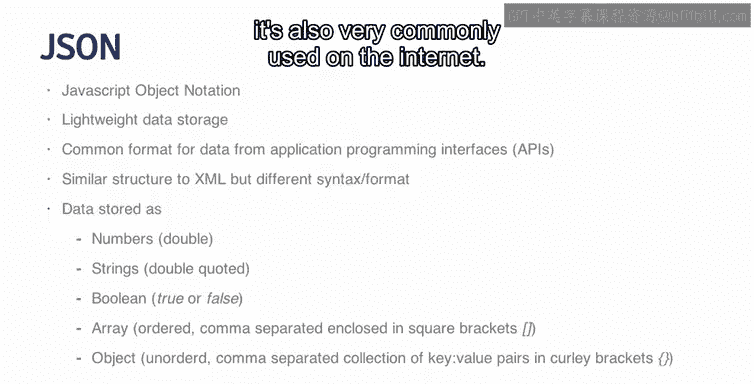 it's also very commonly
used on the internet.
JSON
· Javascript Object Notation
· Lightweight data storage
· Common format for data from application programming interfaces (APIs)
· Similar structure to XML but different syntax/format
· Data stored as
- Numbers (double)
- Strings (double quoted)
- Boolean (true or false)
- Array (ordered, comma separated enclosed in square brackets [])
- Object (unorderd, comma separated collection of key:value pairs in curley brackets {})